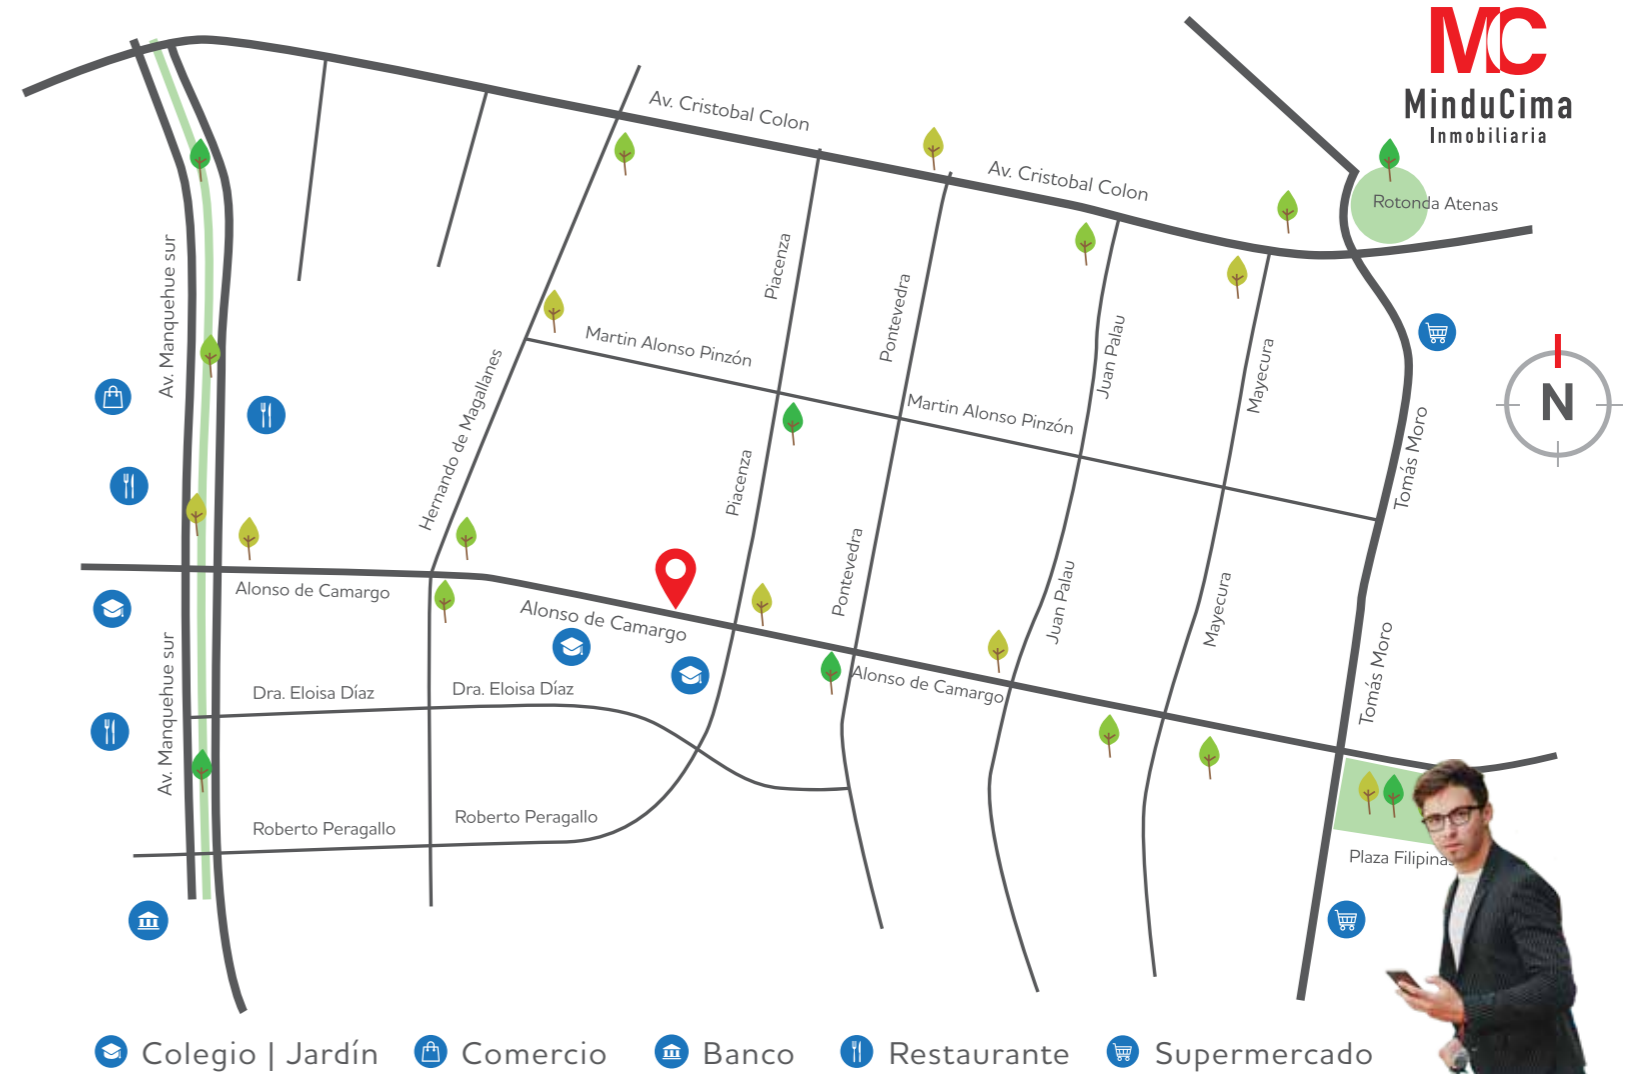 MC
MinduCima
Inmobiliaria
Av. Cristobal Colon
Av. Cristobal Colon
Rotonda Atenas
Av. Manquehue sur
Piacenza
Pontevedra
Martin Alonso Pinzón
Juan Palau
Mayecura
Hernando de Magallanes
Martin Alonso Pinzón
N
Tomás Moro
Piacenza
Pontevedra
Juan Palau
Mayecura
Alonso de Camargo
Alonso de Camargo
Alonso de Camargo
Tomás Moro
Av. Manquehue sur
Dra. Eloisa Díaz
Dra. Eloisa Díaz
Roberto Peragallo
Roberto Peragallo
Plaza Filipinas
Colegio | Jardín
Comercio
Banco
Restaurante
Supermercado